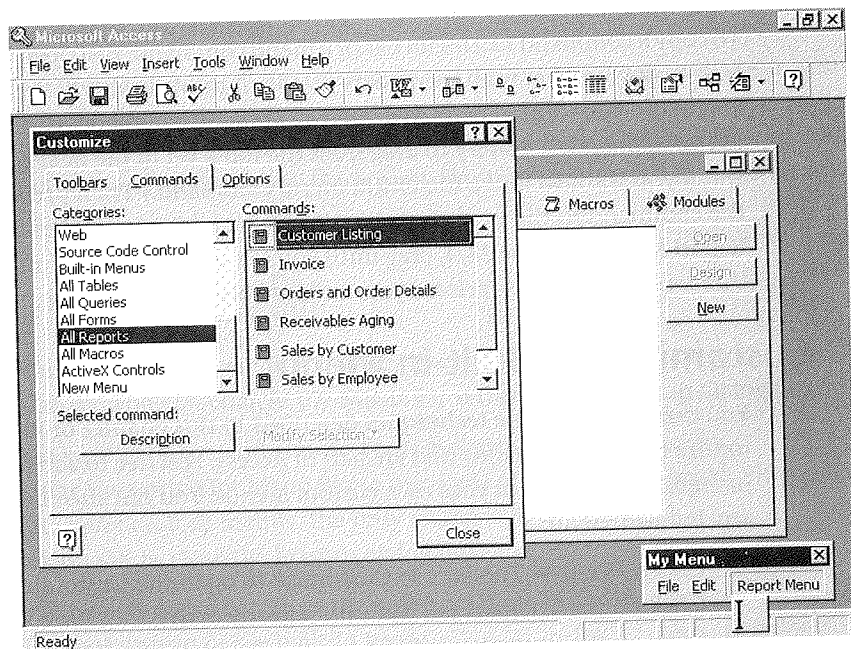 Microsoft Access
File Edit View Insert Tools Window Help
ABC
Customize
Toolbars Commands Options
Categories:
Web
Source Code Control
Built-in Menus
All Tables
All Queries
All Forms
All Reports
All Macros
ActiveX Controls
New Menu
Commands:
Customer Listing
Invoice
Orders and Order Details
Receivables Aging
Sales by Customer
Sales by Employee
Selected command:
Description Modify Selection
Close
Macros Modules
Open
Design
New
My Menu
File Edit Report Menu
Ready